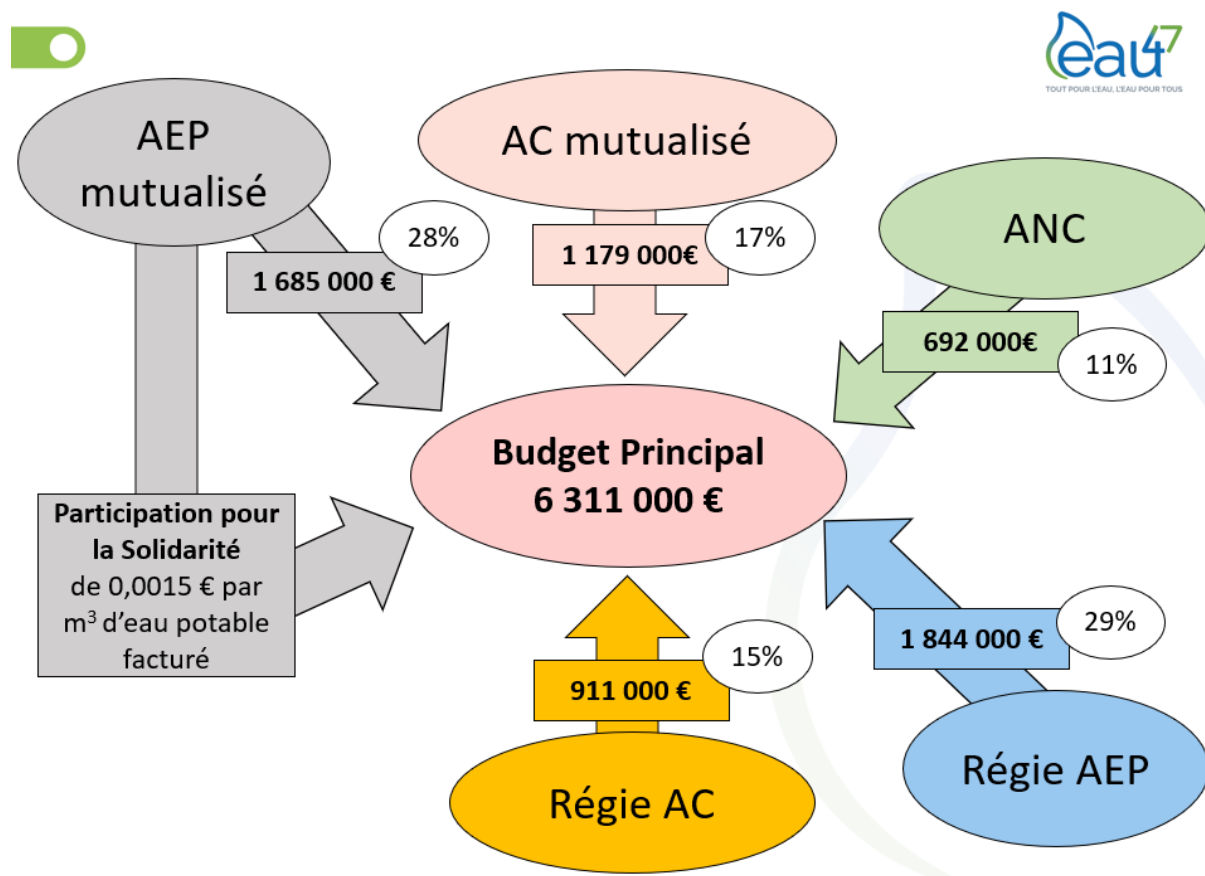 eau47
TOUT POUR L'EAU, L'EAU POUR TOUS
AEP
mutualisé
AC mutualisé
ANC
28%
1 685 000 €
17%
1 179 000€
692 000€
11%
Budget Principal
6 311 000 €
Participation pour
la Solidarité
de 0,0015 € par
m³ d'eau potable
facturé
15%
911 000 €
29%
1 844 000 €
Régie AC
Régie AEP